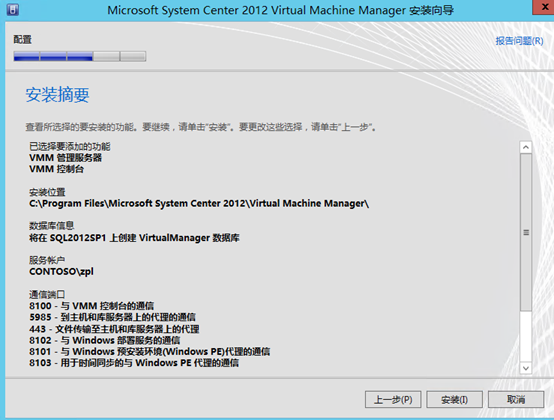 Microsoft System Center 2012 Virtual Machine Manager 安装向导
x
配置
报告问题(R)
安装摘要
查看所选择的要安装的功能。要继续，请单击"安装"。要更改这些选择，请单击"上一步"。
已选择要添加的功能
VMM 管理服务器
VMM 控制台
安装位置
C:\Program Files\Microsoft System Center 2012\Virtual Machine Manager\
数据库信息
将在 SQL2012SP1 上创建 VirtualManager 数据库
服务帐户
CONTOSO\zpl
通信端口
8100 - 与 VMM 控制台的通信
5985 - 到主机和库服务器上的代理的通信
443 - 文件传输至主机和库服务器上的代理
8102 - 与 Windows 部署服务的通信
8101 - 与 Windows 预安装环境(Windows PE)代理的通信
8103 - 用于时间同步的与 Windows PE 代理的通信
上一步(P)
安装(I)
取消